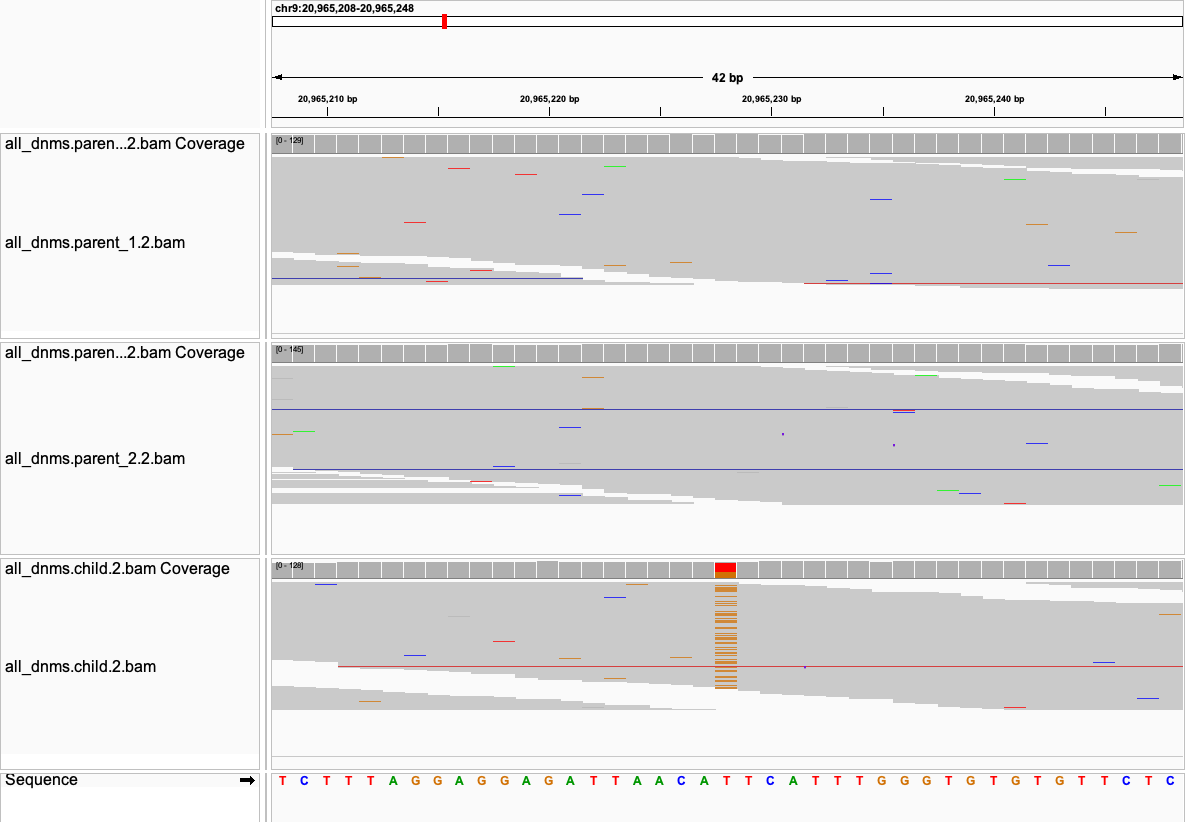 chr9:20,965,208-20,965,248
42 bp
20,965,210 bp 20,965,220 bp 20,965,230 bp 20,965,240 bp
all_dnms.paren...2.bam Coverage
[0 - 129]
all_dnms.parent_1.2.bam
all_dnms.paren...2.bam Coverage
[0 - 145]
all_dnms.parent_2.2.bam
all_dnms.child.2.bam Coverage
[0 - 128]
all_dnms.child.2.bam
Sequence T C T T T A G G A G G A G A T T A A C A T T C A T T T G G G T G T G T G T T C T C